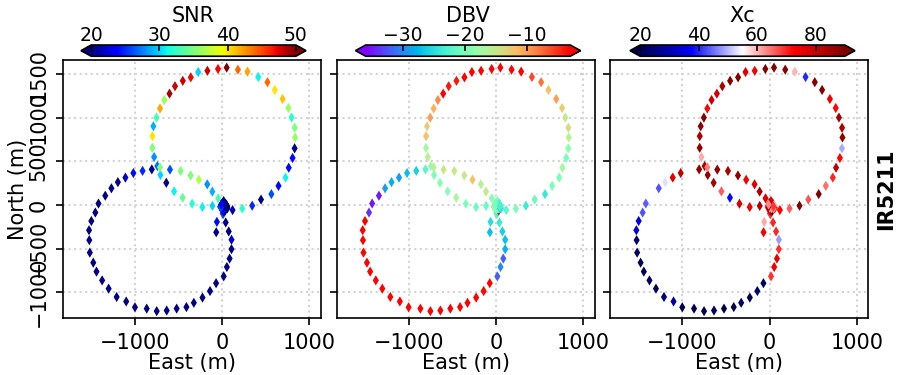 SNR
DBV
Xc
20 30 40 50
−30 −20 −10
20 40 60 80
1500
1000
500
0
−500
−1000
North (m)
−1000 0 1000
−1000 0 1000
−1000 0 1000
East (m)
East (m)
East (m)
IR5211